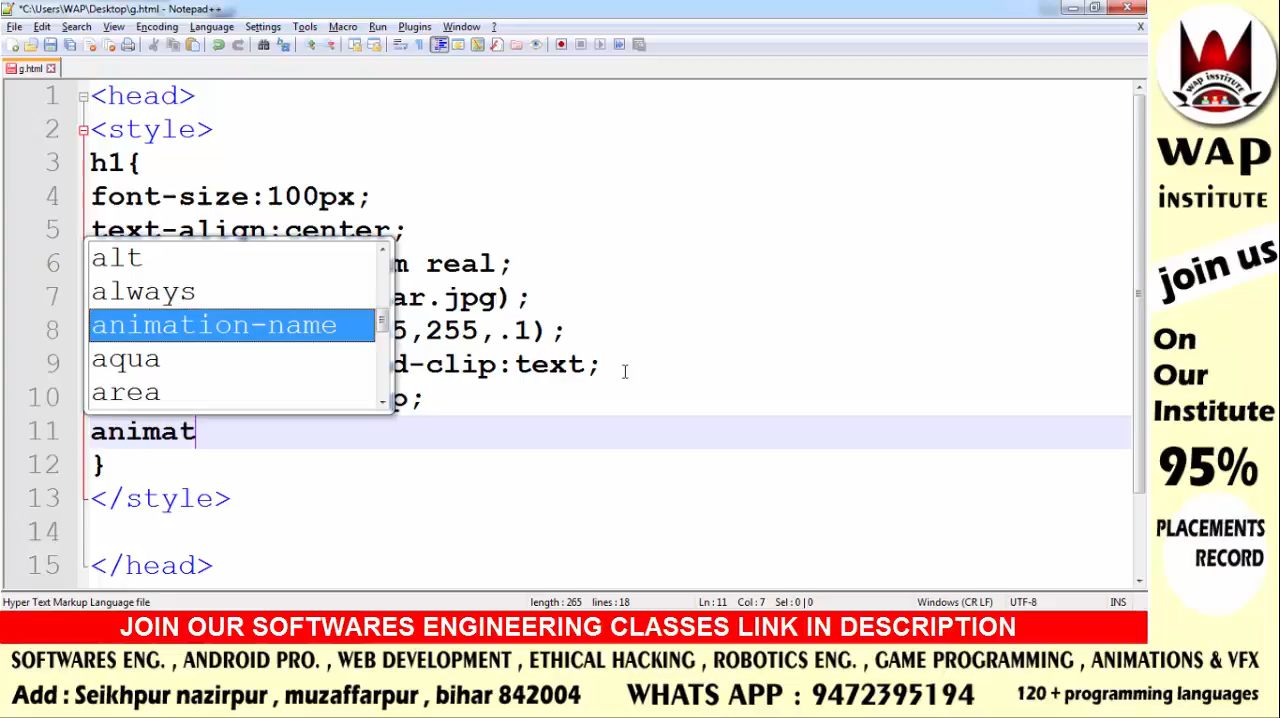 *C:\Users\WAP\Desktop\g.html - Notepad++
File Edit Search View Encoding Language Settings Tools Macro Run Plugins Window ?
X
g.html
1 <head>
2 <style>
3 h1{
4 font-size:100px;
5 text-align:center;
6 m real;
7 ar.jpg);
8 5,255,.1);
9 d-clip:text;
10 p;
11 animat
12 }
13 </style>
14
15 </head>
alt
always
animation-name
aqua
area
Hyper Text Markup Language file length : 265 lines : 18 Ln : 11 Col : 7 Sel : 0 | 0 Windows (CR LF) UTF-8 INS
wap institute
WAP
INSTITUTE
join us
On
Our
Institute
95%
PLACEMENTS
RECORD
JOIN OUR SOFTWARES ENGINEERING CLASSES LINK IN DESCRIPTION
SOFTWARES ENG. , ANDROID PRO. , WEB DEVELOPMENT , ETHICAL HACKING , ROBOTICS ENG. , GAME PROGRAMMING , ANIMATIONS & VFX
Add : Seikhpur nazirpur , muzaffarpur , bihar 842004 WHATS APP : 9472395194 120 + programming languages